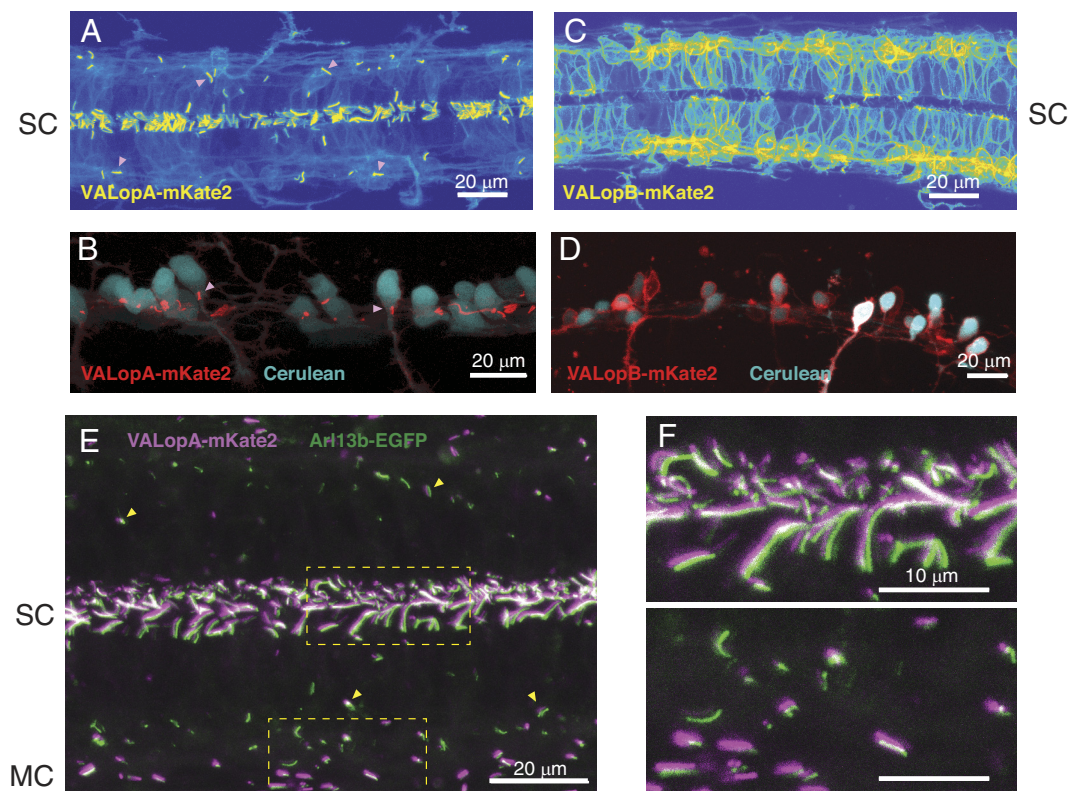 A
SC
VALopA-mKate2
20 μm
C
SC
VALopB-mKate2
20 μm
B
VALopA-mKate2 Cerulean
20 μm
D
VALopB-mKate2 Cerulean
20 μm
E
VALopA-mKate2 Arl13b-EGFP
SC
MC
20 μm
F
10 μm